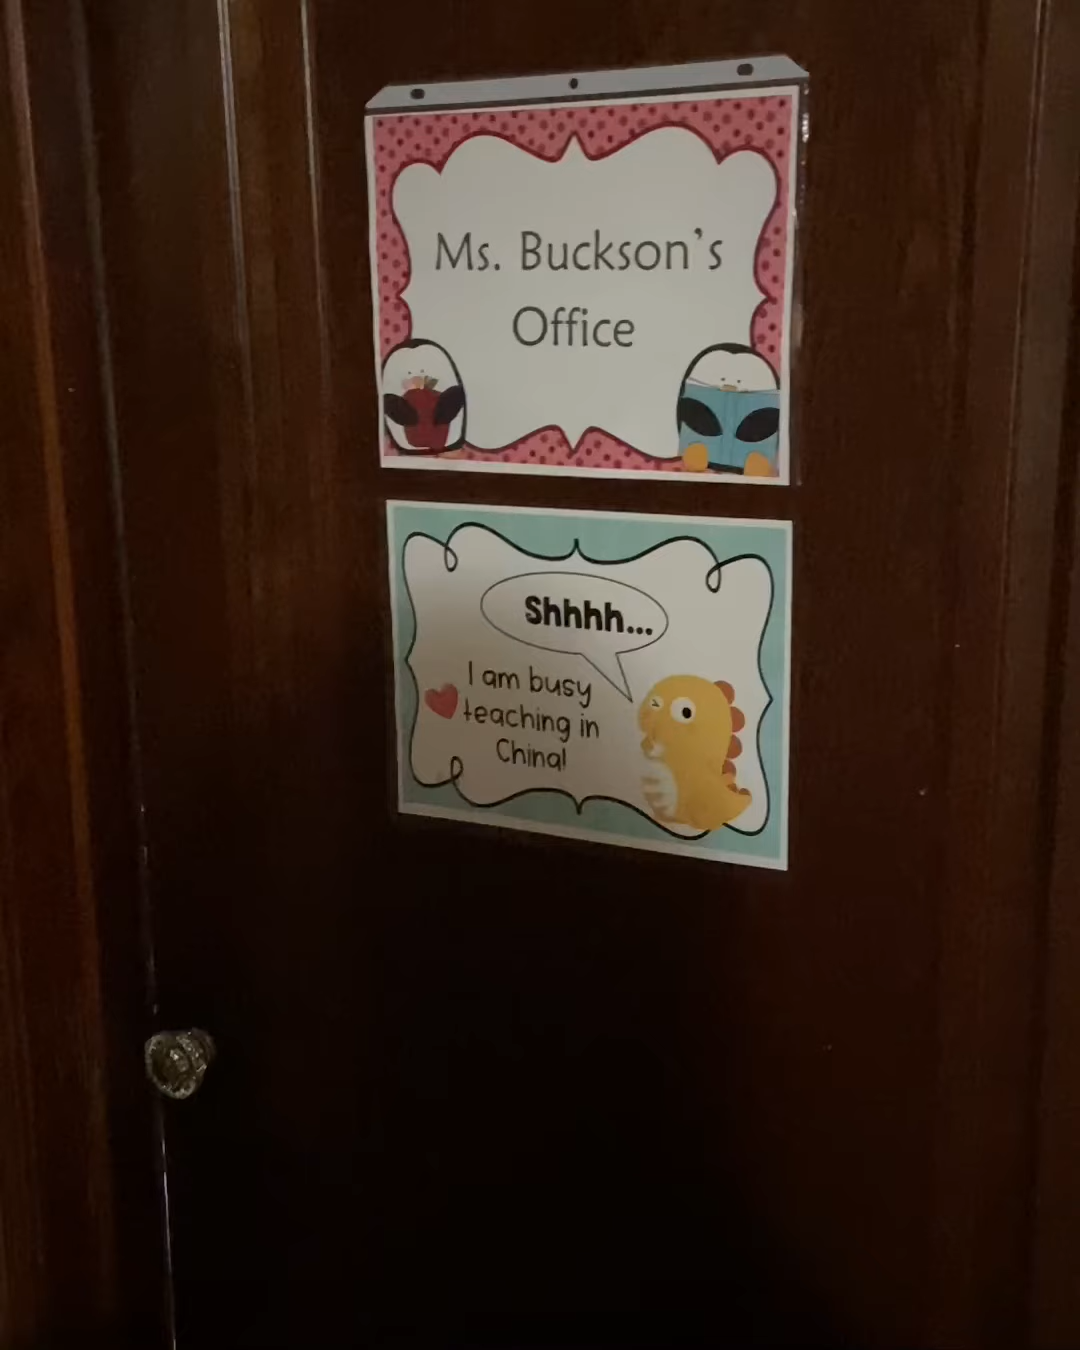 Ms. Buckson's
Office
Shhhh...
I am busy
teaching in
China!